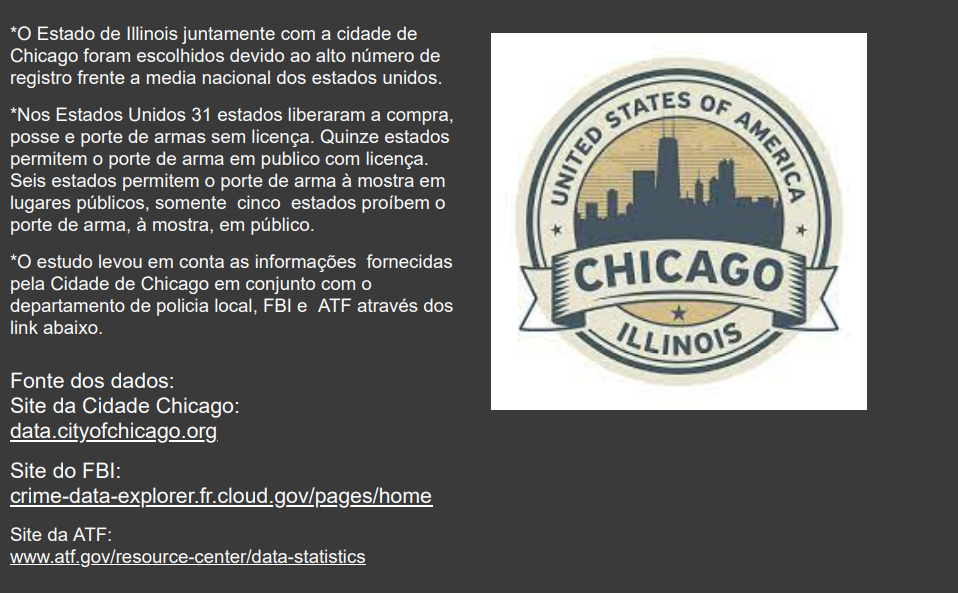 *O Estado de Illinois juntamente com a cidade de
Chicago foram escolhidos devido ao alto número de
registro frente a media nacional dos estados unidos.
*Nos Estados Unidos 31 estados liberaram a compra,
posse e porte de armas sem licença. Quinze estados
permitem o porte de arma em publico com licença.
Seis estados permitem o porte de arma à mostra em
lugares públicos, somente  cinco  estados proíbem o
porte de arma, à mostra, em público.
*O estudo levou em conta as informações  fornecidas
pela Cidade de Chicago em conjunto com o
departamento de policia local, FBI e  ATF através dos
link abaixo.
Fonte dos dados:
Site da Cidade Chicago:
data.cityofchicago.org
Site do FBI:
crime-data-explorer.fr.cloud.gov/pages/home
Site da ATF:
www.atf.gov/resource-center/data-statistics
UNITED STATES OF AMERICA
CHICAGO
ILLINOIS